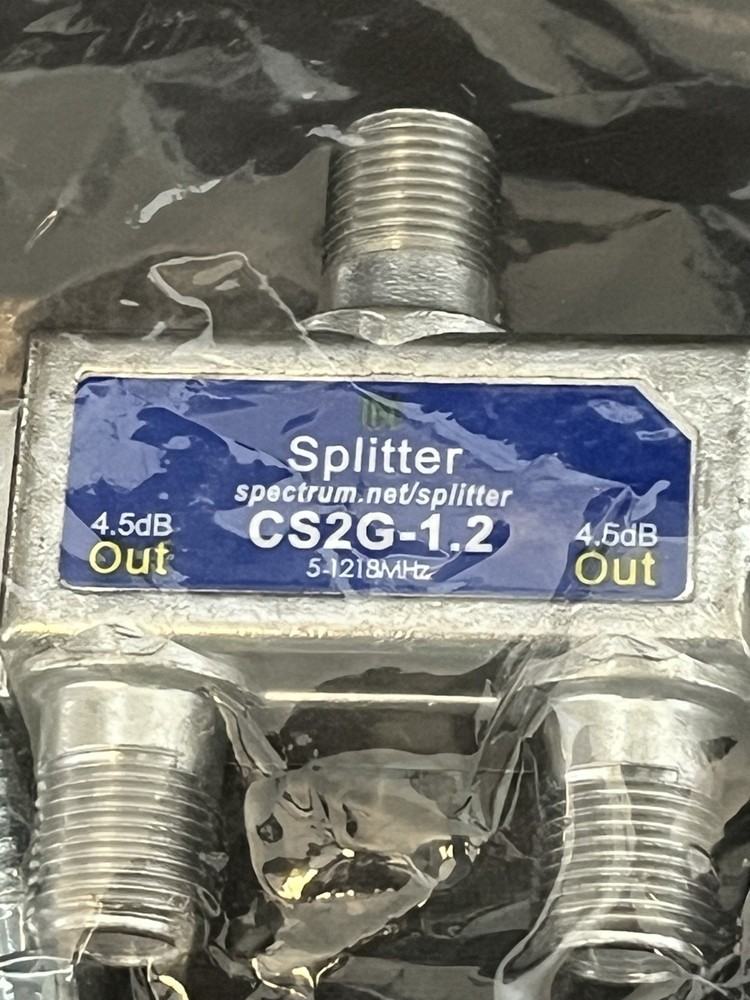 IN
Splitter
spectrum.net/splitter
4.5dB CS2G-1.2 4.5dB
Out Out
5-1218MHz